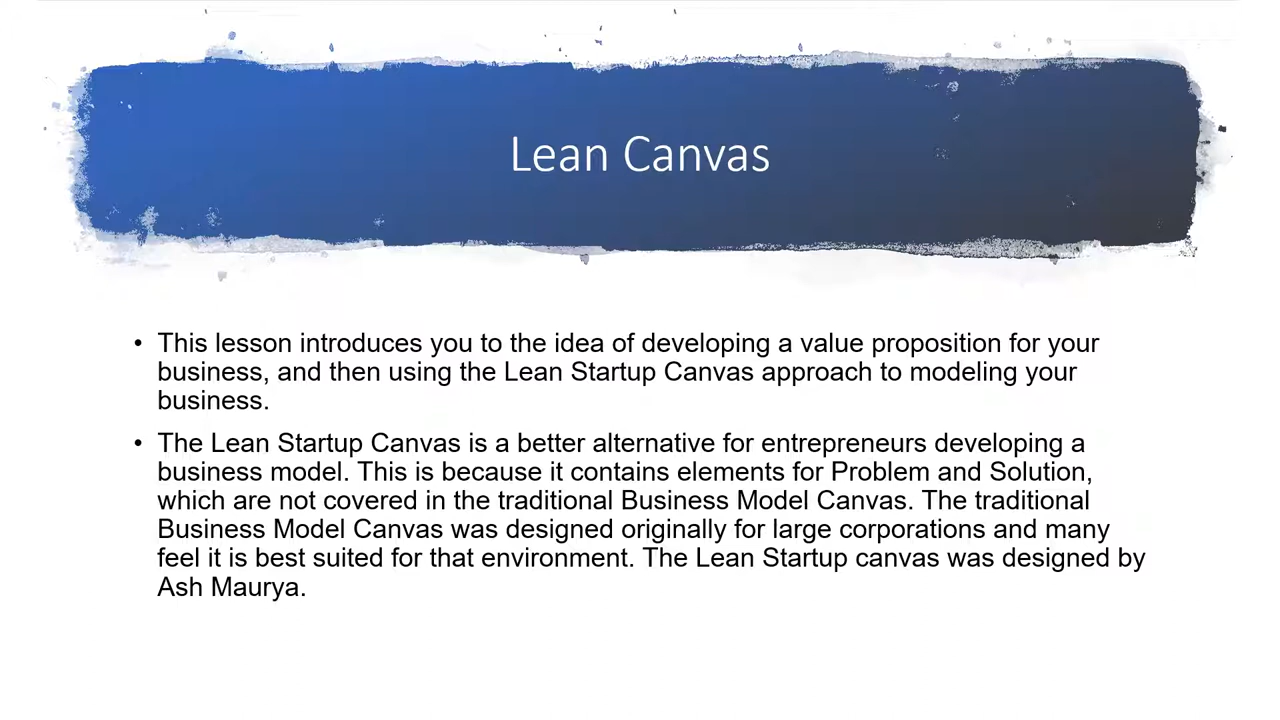 Lean Canvas
• This lesson introduces you to the idea of developing a value proposition for your
business, and then using the Lean Startup Canvas approach to modeling your
business.
• The Lean Startup Canvas is a better alternative for entrepreneurs developing a
business model. This is because it contains elements for Problem and Solution,
which are not covered in the traditional Business Model Canvas. The traditional
Business Model Canvas was designed originally for large corporations and many
feel it is best suited for that environment. The Lean Startup canvas was designed by
Ash Maurya.